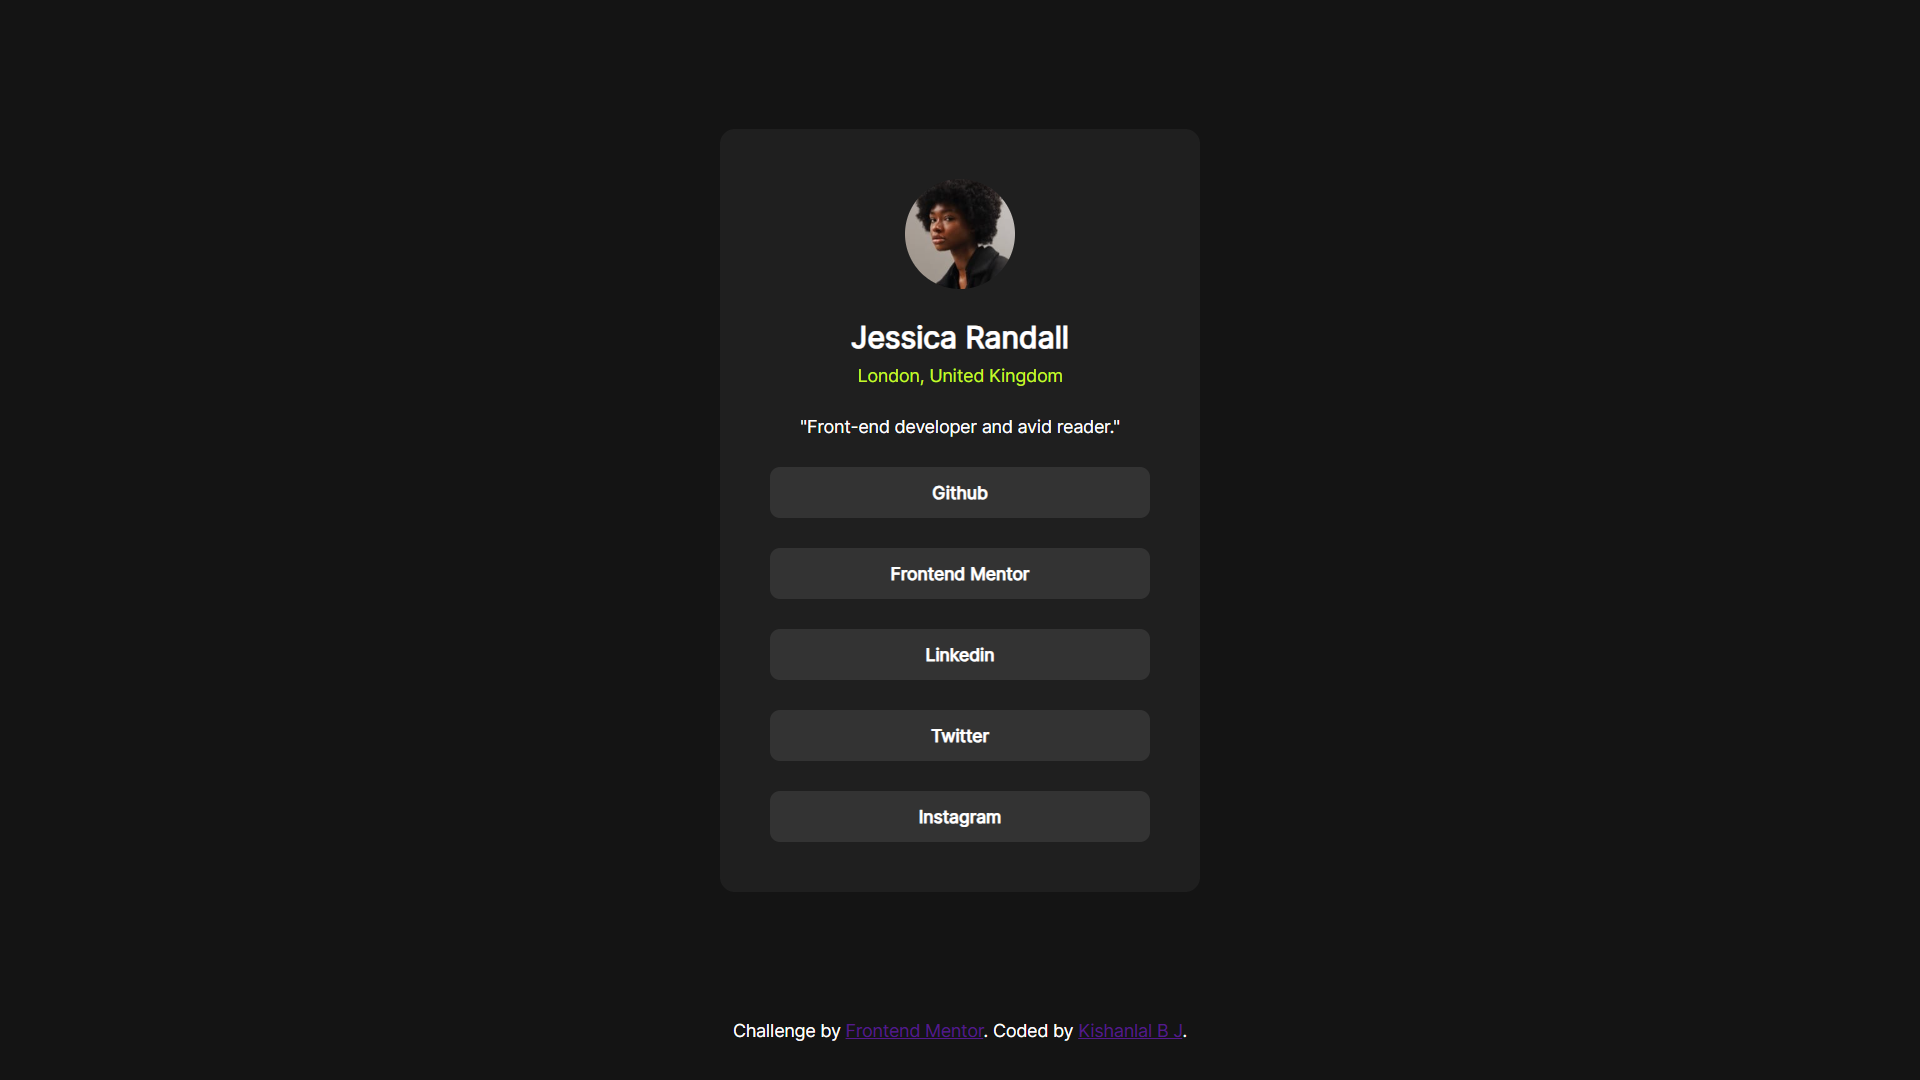 Jessica Randall
London, United Kingdom
"Front-end developer and avid reader."
Github
Frontend Mentor
Linkedin
Twitter
Instagram
Challenge by Frontend Mentor. Coded by Kishanlal B J.